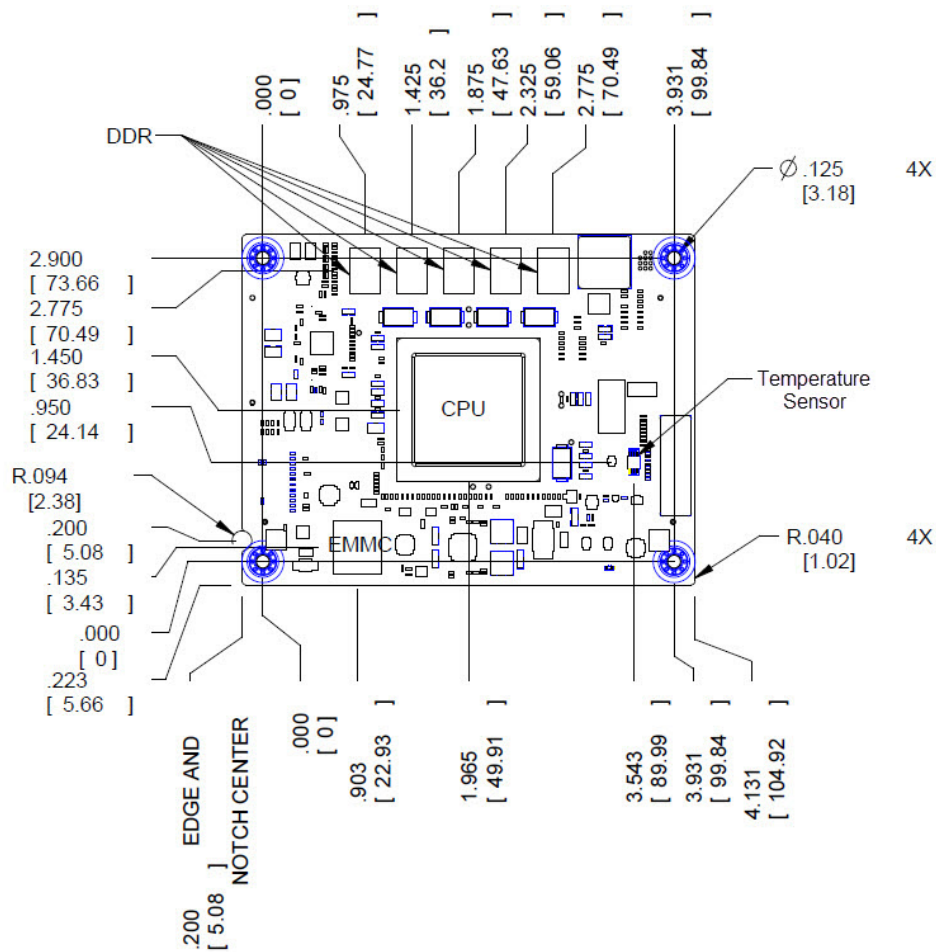 .000
[ 0 ]
.975
[ 24.77 ]
1.425
[ 36.2 ]
1.875
[ 47.63 ]
2.325
[ 59.06 ]
2.775
[ 70.49 ]
3.931
[ 99.84 ]
DDR
Ø .125 4X
[3.18]
2.900
[ 73.66 ]
2.775
[ 70.49 ]
1.450
[ 36.83 ]
.950
[ 24.14 ]
CPU
Temperature
Sensor
R.094
[2.38]
.200
[ 5.08 ]
EMMC
R.040 4X
[1.02]
.135
[ 3.43 ]
.000
[ 0 ]
.223
[ 5.66 ]
.200
[ 5.08 ]
EDGE AND
NOTCH CENTER
.000
[ 0 ]
.903
[ 22.93 ]
1.965
[ 49.91 ]
3.543
[ 89.99 ]
3.931
[ 99.84 ]
4.131
[ 104.92 ]